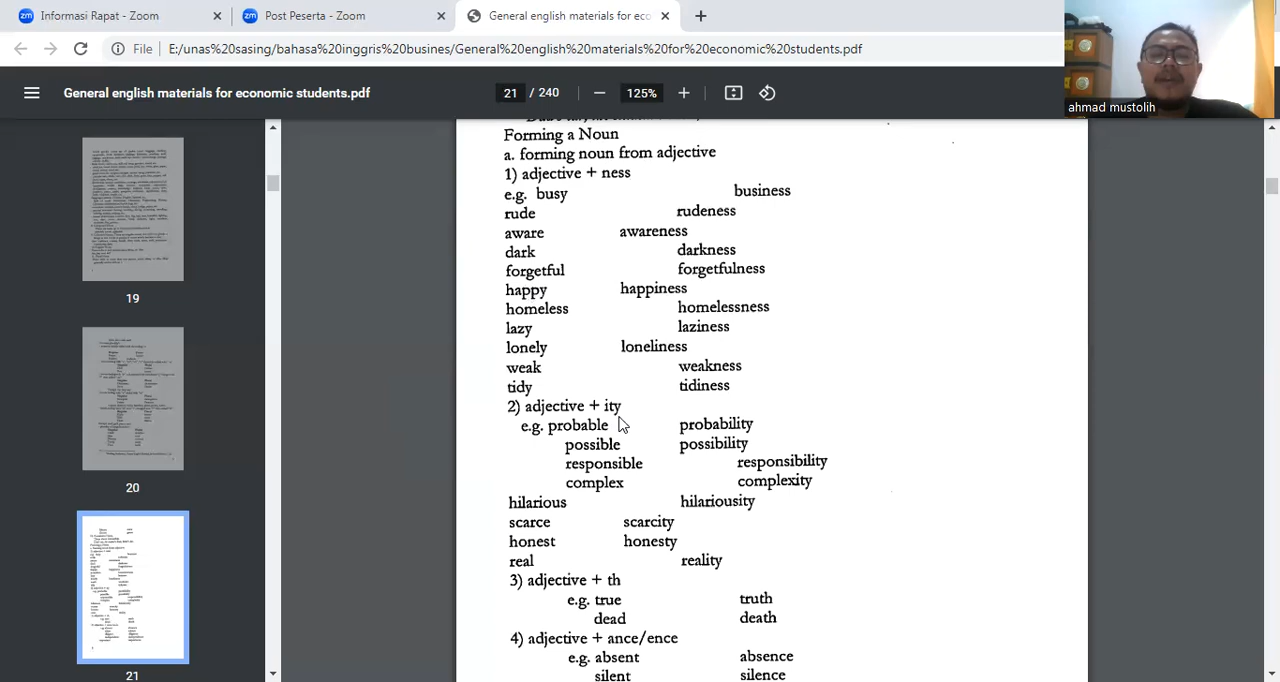 Informasi Rapat - Zoom
Post Peserta - Zoom
General english materials for eco
File E:/unas%20sasing/bahasa%20inggris%20busines/General%20english%20materials%20for%20economic%20students.pdf
General english materials for economic students.pdf
21 / 240
125%
ahmad mustolih
19
20
21
Forming a Noun
a. forming noun from adjective
1) adjective + ness
e.g. busy business
rude rudeness
aware awareness
dark darkness
forgetful forgetfulness
happy happiness
homeless homelessness
lazy laziness
lonely loneliness
weak weakness
tidy tidiness
2) adjective + ity
e.g. probable probability
possible possibility
responsible responsibility
complex complexity
hilarious hilariousity
scarce scarcity
honest honesty
real reality
3) adjective + th
e.g. true truth
dead death
4) adjective + ance/ence
e.g. absent absence
silent silence